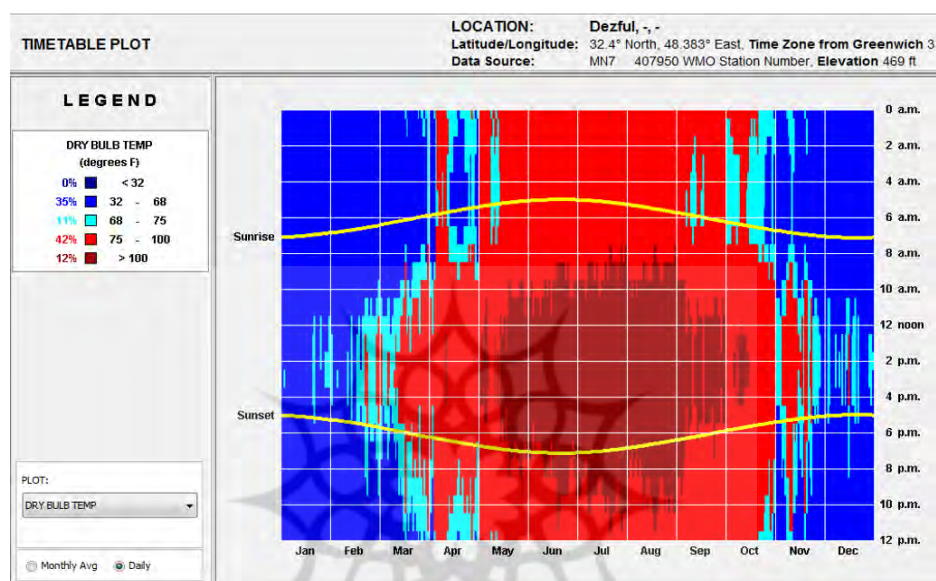 TIMETABLE PLOT
LOCATION: Dezful, -, -
Latitude/Longitude: 32.4° North, 48.383° East, Time Zone from Greenwich 3
Data Source: MN7 407950 WMO Station Number, Elevation 469 ft
LEGEND
DRY BULB TEMP
(degrees F)
0% < 32
35% 32 - 68
11% 68 - 75
42% 75 - 100
12% > 100
PLOT:
DRY BULB TEMP
Monthly Avg Daily
Sunrise
Sunset
0 a.m.
2 a.m.
4 a.m.
6 a.m.
8 a.m.
10 a.m.
12 noon
2 p.m.
4 p.m.
6 p.m.
8 p.m.
10 p.m.
12 p.m.
Jan Feb Mar Apr May Jun Jul Aug Sep Oct Nov Dec